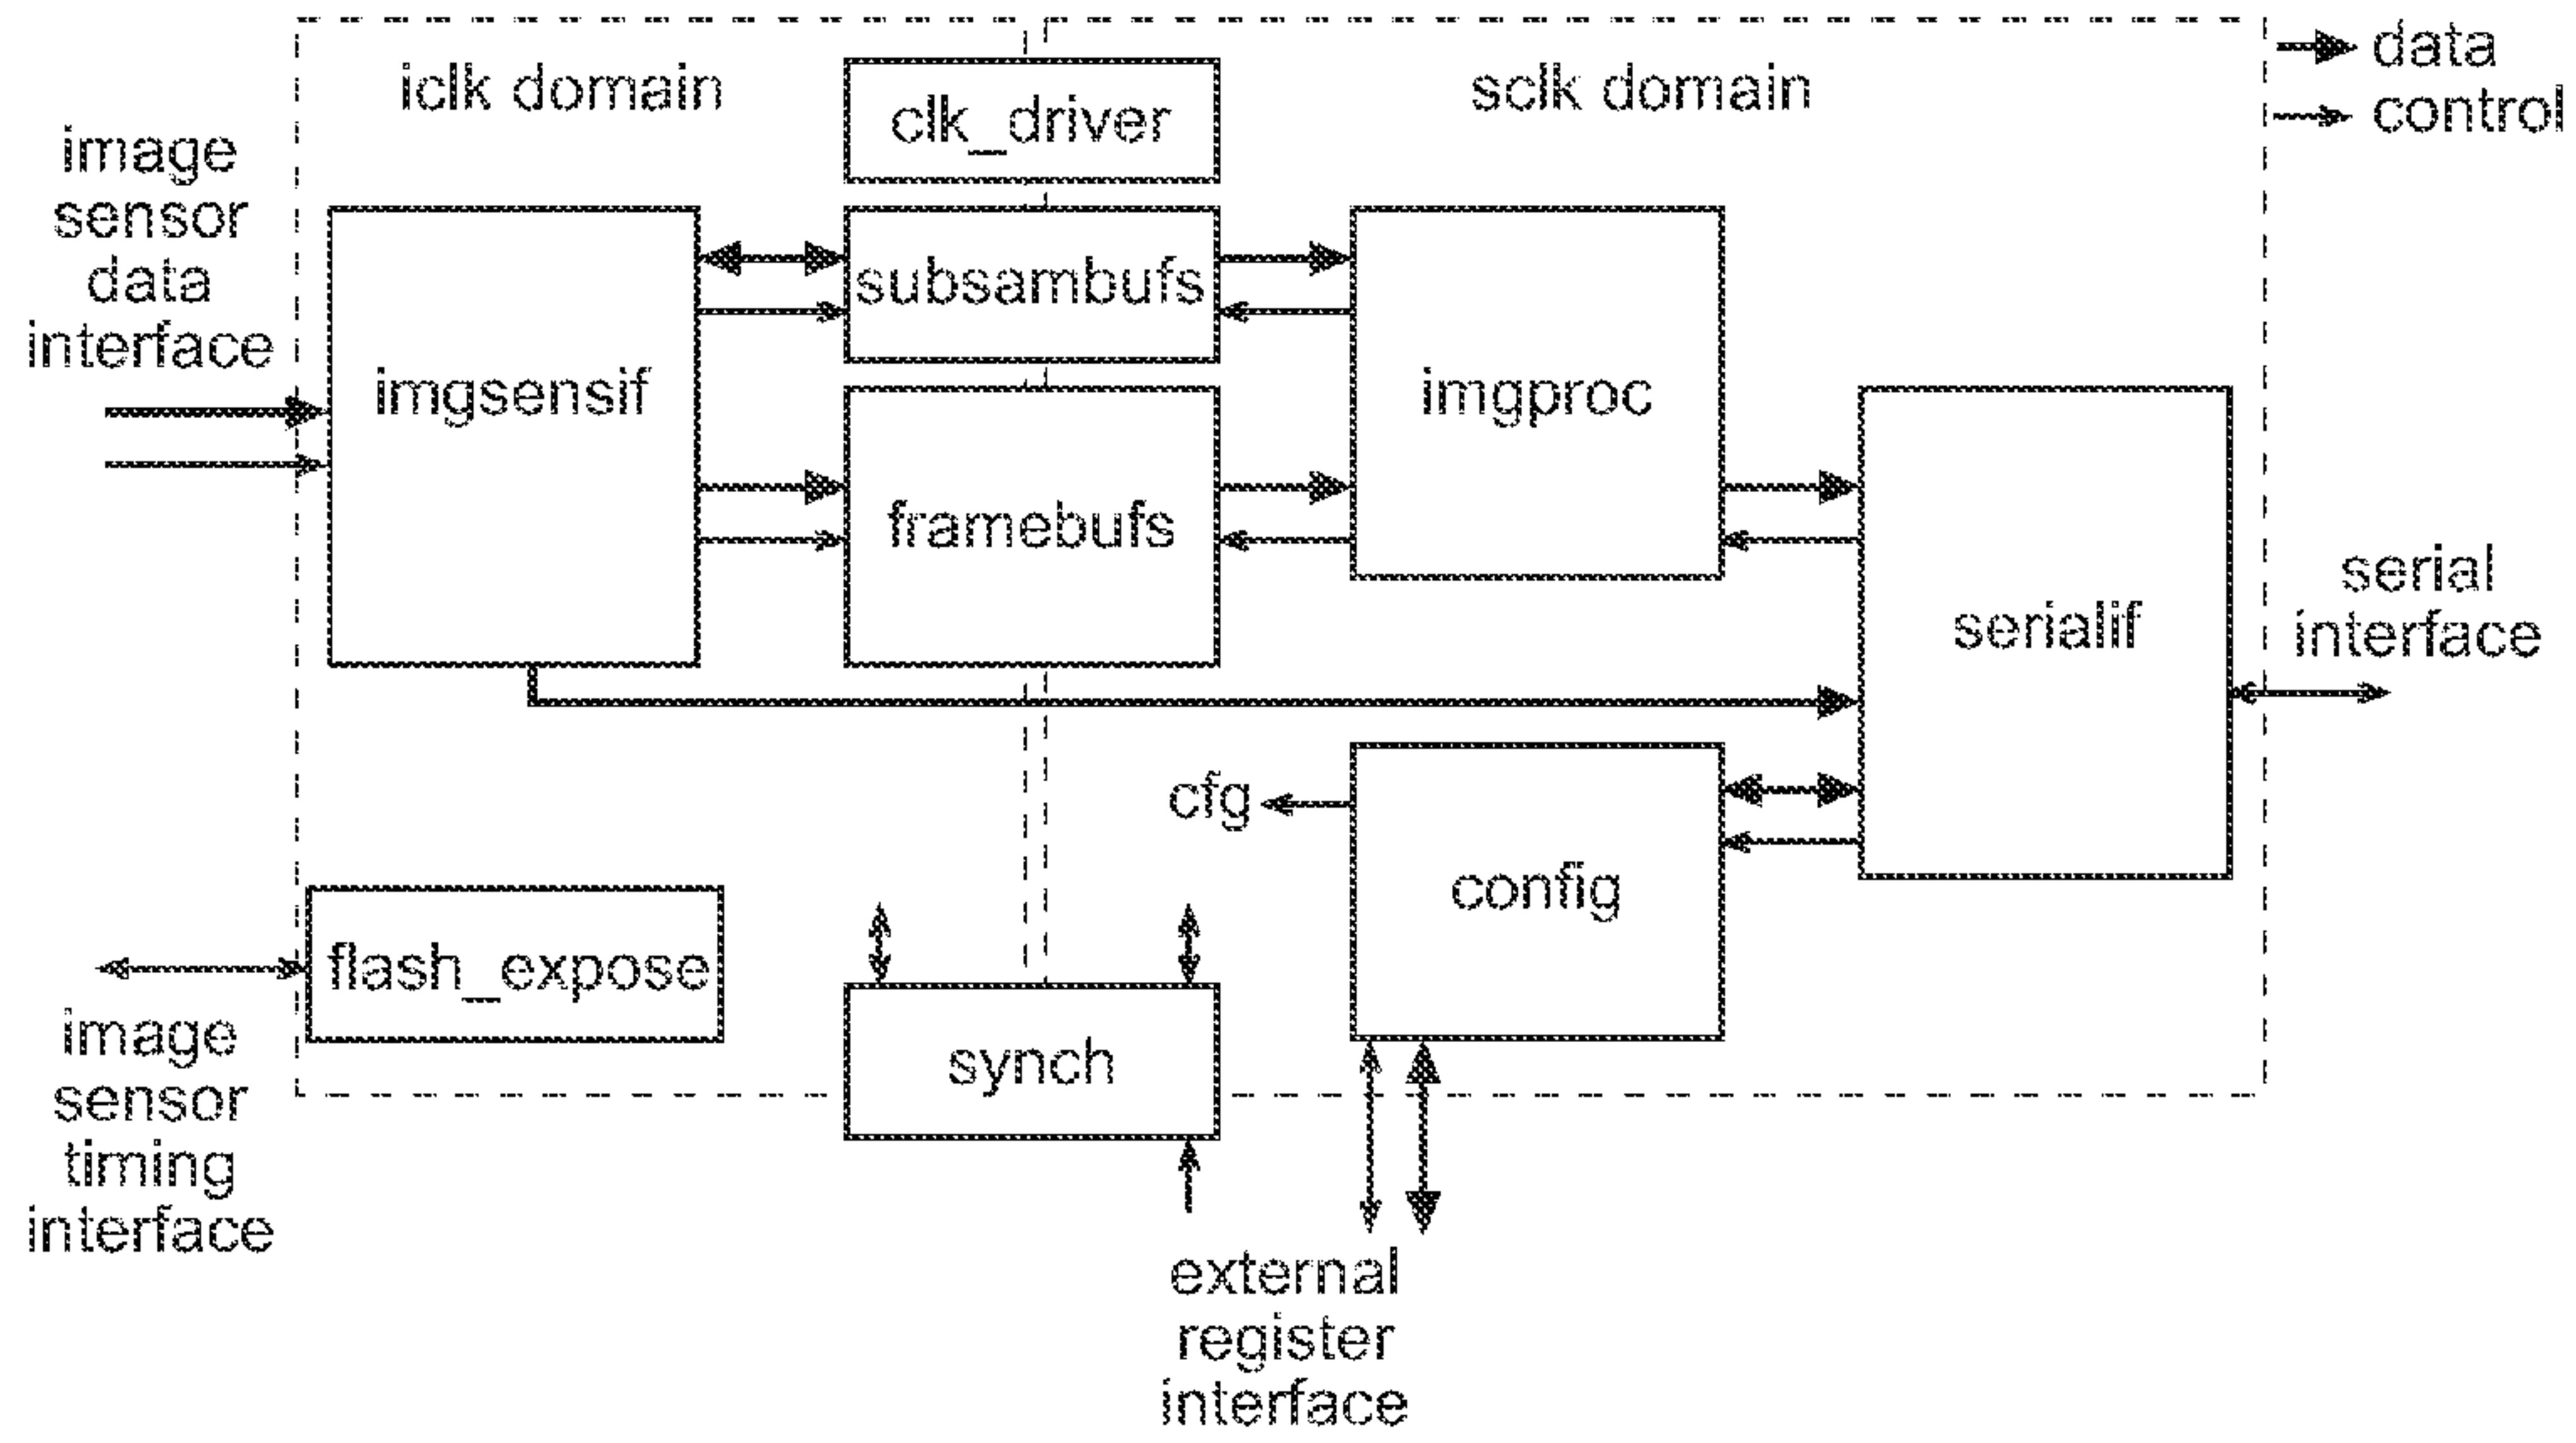 iclk domain
sclk domain
data
control
clk_driver
image
sensor
data
interface
subsambufs
imgsensif
imgproc
framebufs
serialif
serial
interface
cfg
config
flash_expose
synch
image
sensor
timing
interface
external
register
interface